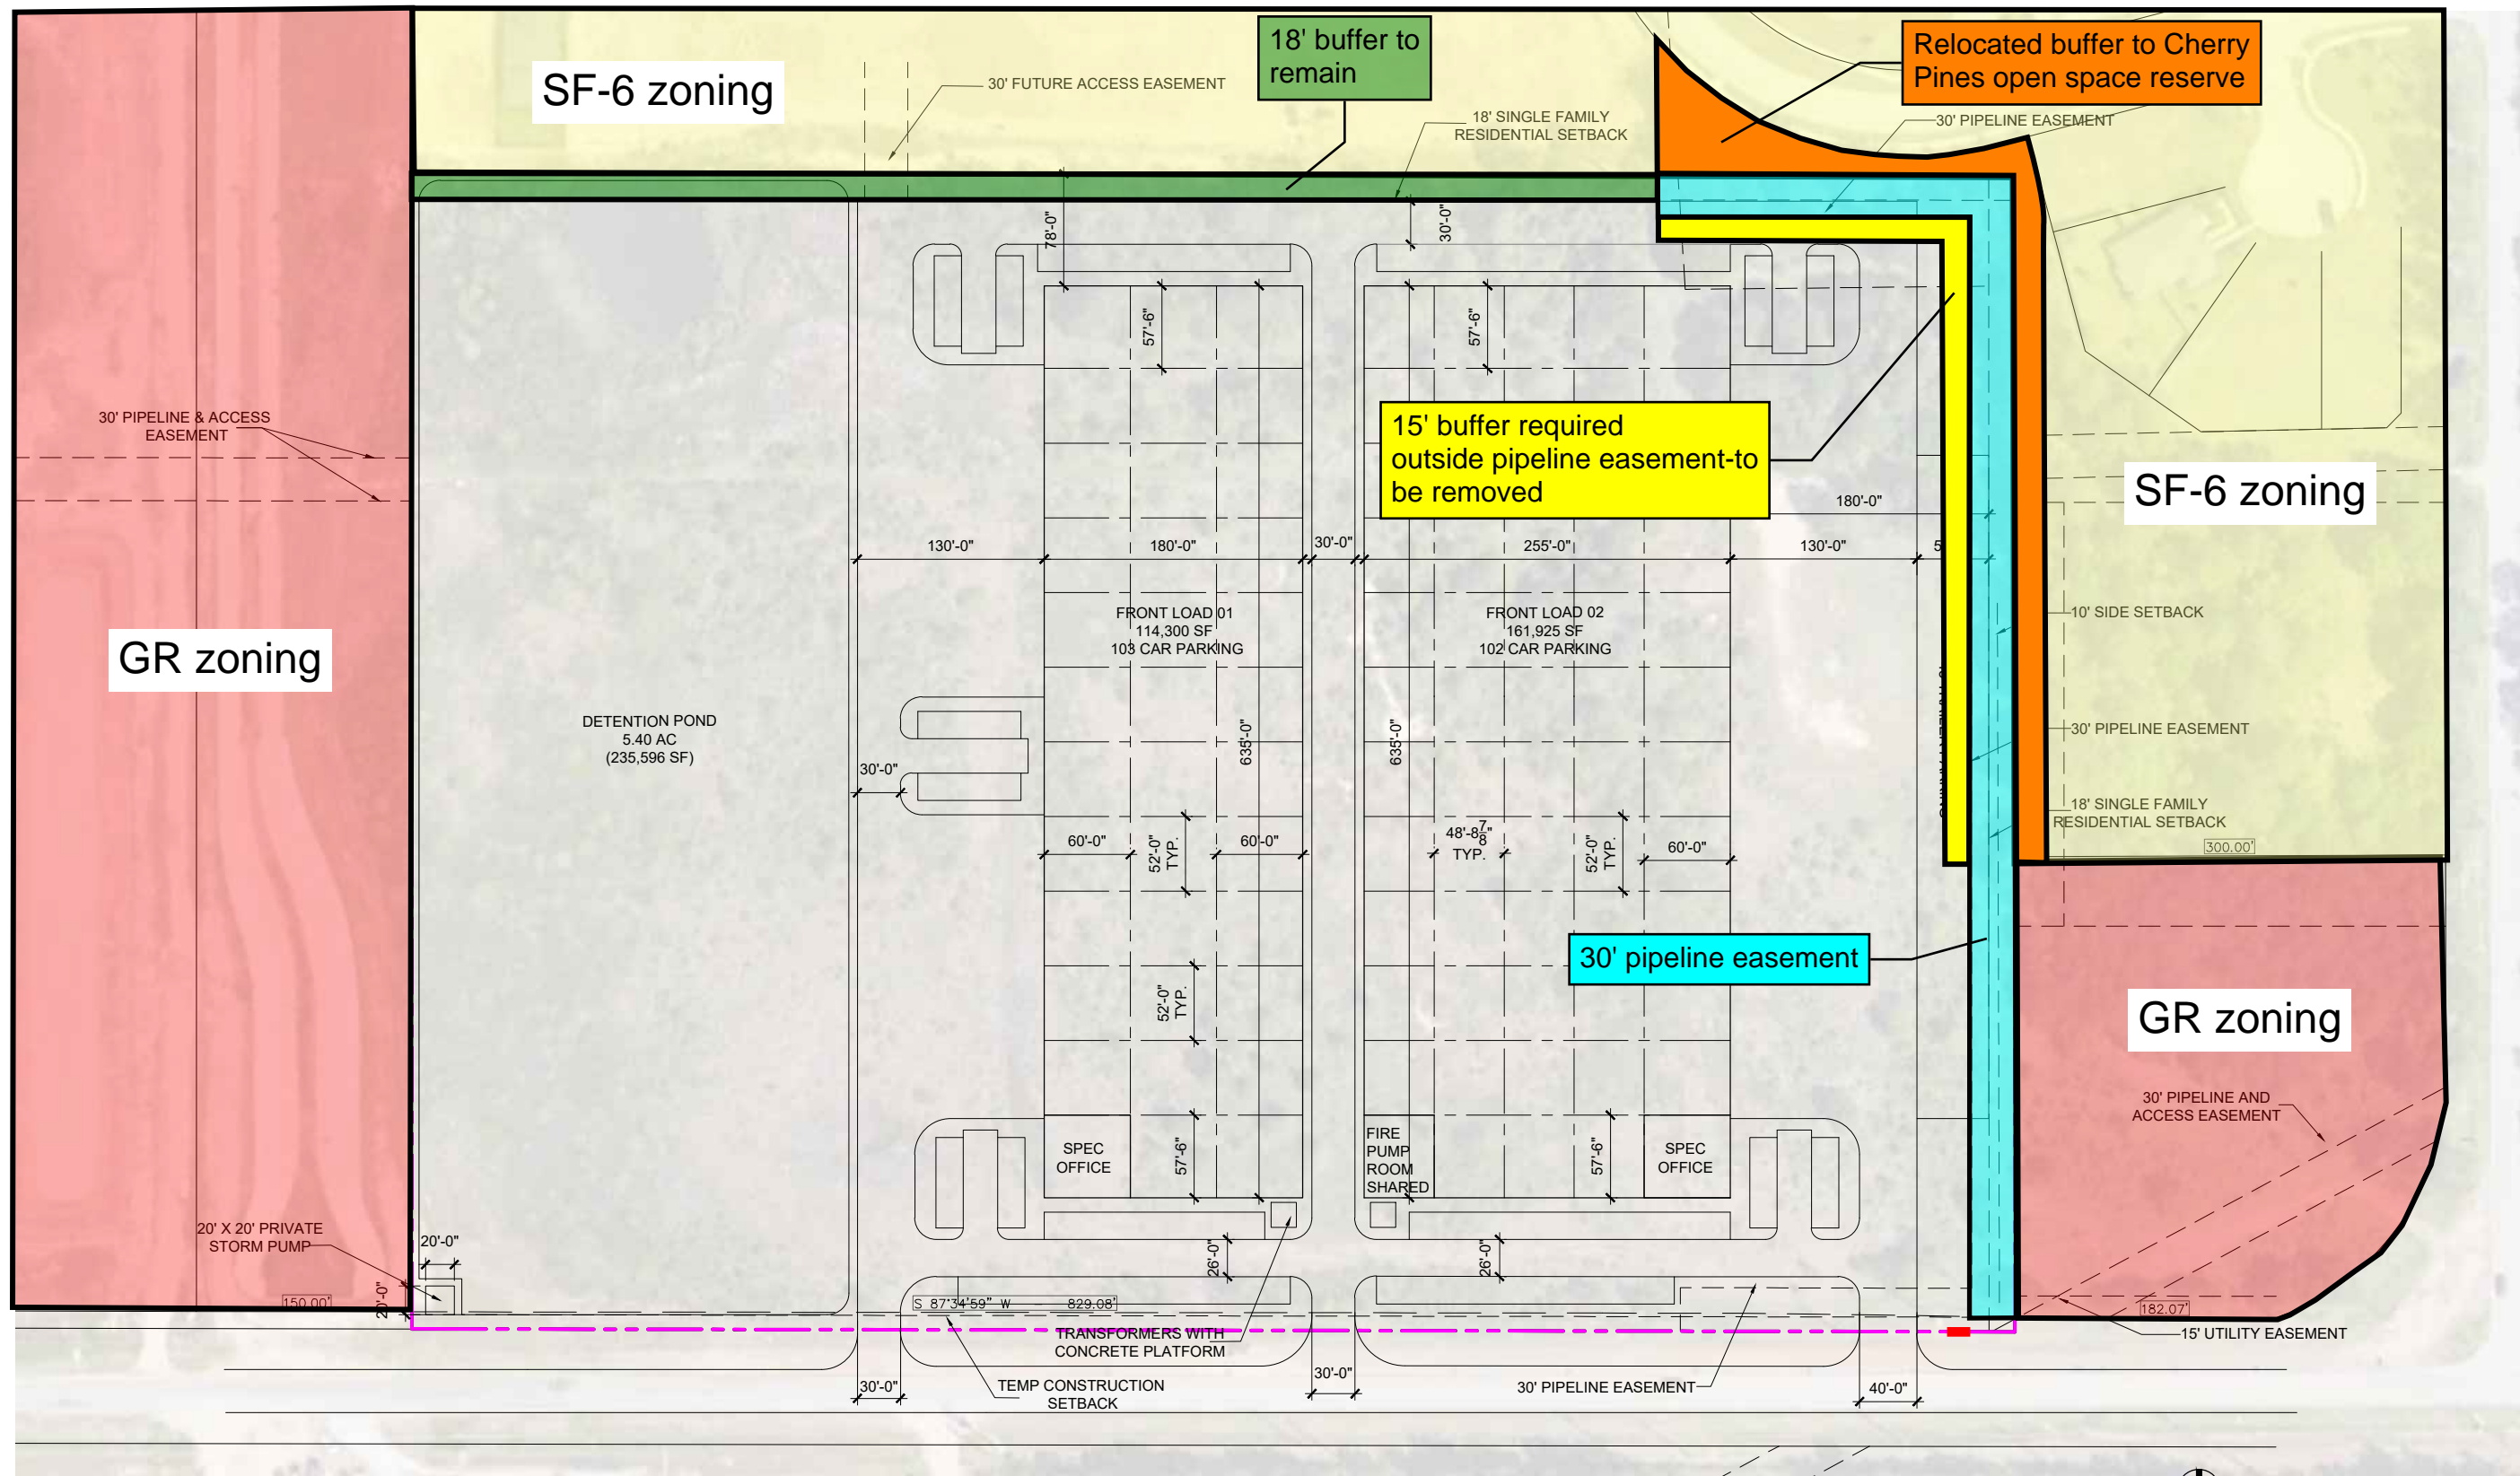 18' buffer to
remain
Relocated buffer to Cherry
Pines open space reserve
SF-6 zoning
30' FUTURE ACCESS EASEMENT
18' SINGLE FAMILY
RESIDENTIAL SETBACK
30' PIPELINE EASEMENT
78'-0"
30'-0"
57'-6"
57'-6"
30' PIPELINE & ACCESS
EASEMENT
15' buffer required
outside pipeline easement-to
be removed
180'-0"
SF-6 zoning
130'-0"
180'-0"
30'-0"
255'-0"
130'-0"
5
10' SIDE SETBACK
FRONT LOAD 01
114,300 SF
103 CAR PARKING
FRONT LOAD 02
161,925 SF
102 CAR PARKING
GR zoning
DETENTION POND
5.40 AC
(235,596 SF)
635'-0"
635'-0"
30' PIPELINE EASEMENT
30'-0"
18' SINGLE FAMILY
RESIDENTIAL SETBACK
60'-0"
52'-0"
TYP.
60'-0"
48'-8 7/8"
TYP.
52'-0"
TYP.
60'-0"
300.00'
30' pipeline easement
52'-0"
TYP.
GR zoning
30' PIPELINE AND
ACCESS EASEMENT
SPEC
OFFICE
57'-6"
FIRE
PUMP
ROOM
SHARED
57'-6"
SPEC
OFFICE
20' X 20' PRIVATE
STORM PUMP
20'-0"
20'-0"
26'-0"
26'-0"
150.00'
S 87°34'59" W 829.08'
182.07'
TRANSFORMERS WITH
CONCRETE PLATFORM
15' UTILITY EASEMENT
30'-0"
TEMP CONSTRUCTION
SETBACK
30'-0"
30' PIPELINE EASEMENT
40'-0"